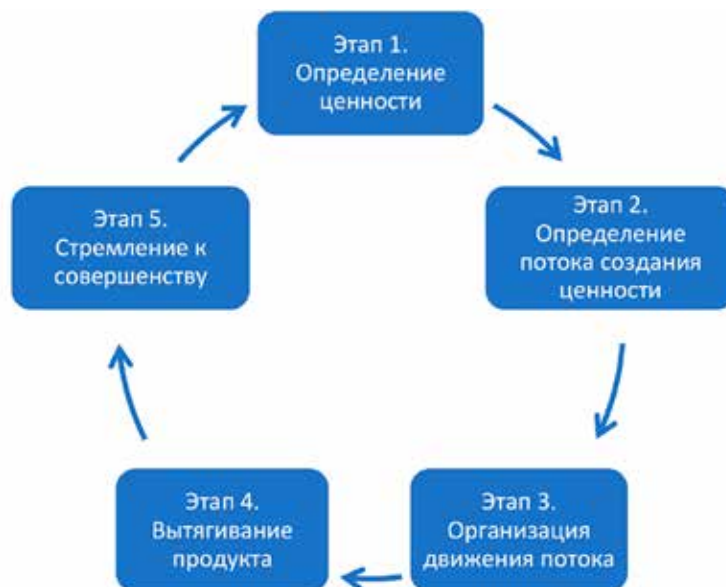 Этап 1.
Определение
ценности
Этап 2.
Определение
потока создания
ценности
Этап 3.
Организация
движения потока
Этап 4.
Вытягивание
продукта
Этап 5.
Стремление к
совершенству